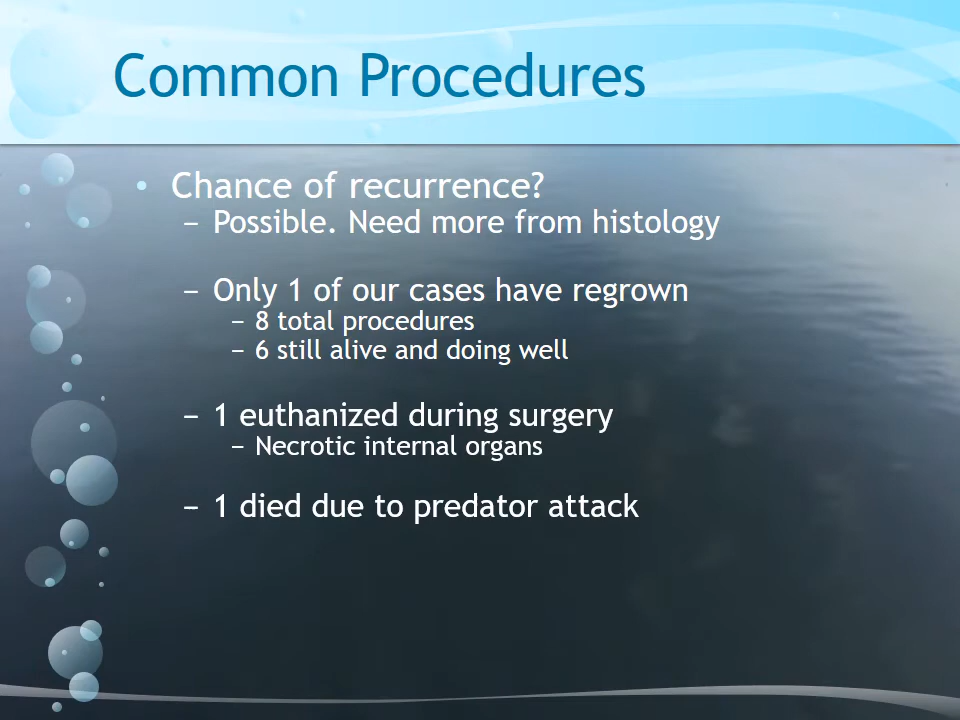 Common Procedures
• Chance of recurrence?
– Possible. Need more from histology
– Only 1 of our cases have regrown
– 8 total procedures
– 6 still alive and doing well
– 1 euthanized during surgery
– Necrotic internal organs
– 1 died due to predator attack